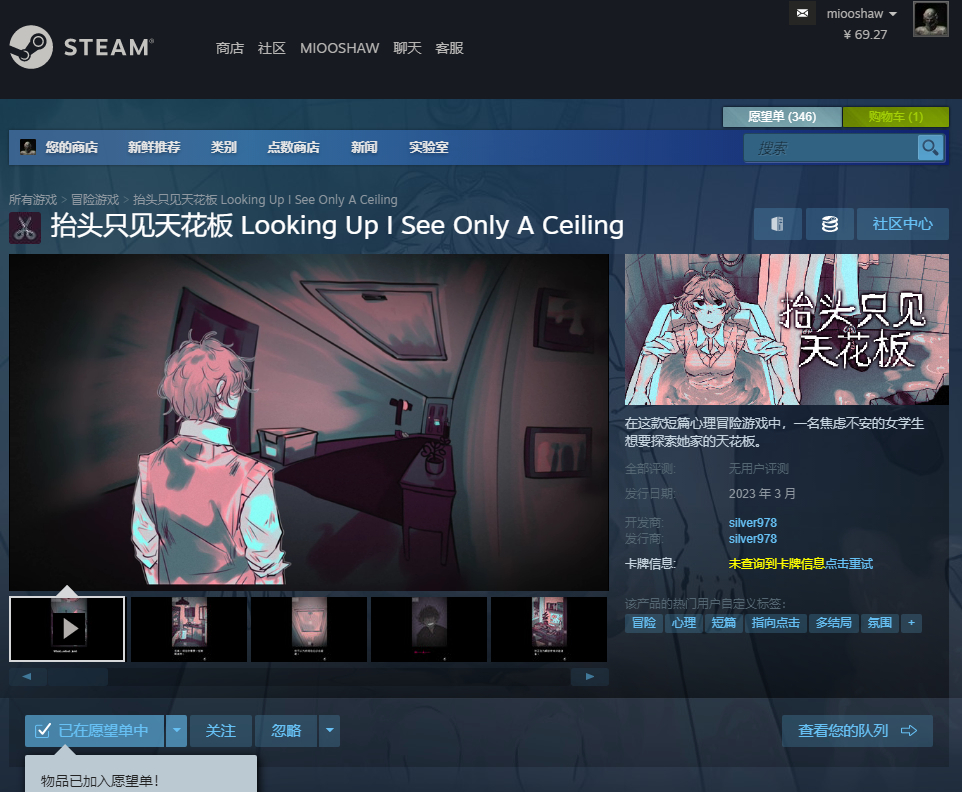 STEAM®
商店 社区 MIOOSHAW 聊天 客服
miooshaw
¥ 69.27
愿望单 (346) 购物车 (1)
您的商店 新鲜推荐 类别 点数商店 新闻 实验室 搜索
所有游戏 > 冒险游戏 > 抬头只见天花板 Looking Up I See Only A Ceiling
抬头只见天花板 Looking Up I See Only A Ceiling
社区中心
抬头只见
天花板
在这款短篇心理冒险游戏中，一名焦虑不安的女学生
想要探索她家的天花板。
全部评测: 无用户评测
发行日期: 2023 年 3 月
开发商: silver978
发行商: silver978
卡牌信息: 未查询到卡牌信息点击重试
该产品的热门用户自定义标签：
冒险 心理 短篇 指向点击 多结局 氛围 +
已在愿望单中 关注 忽略 查看您的队列
物品已加入愿望单！